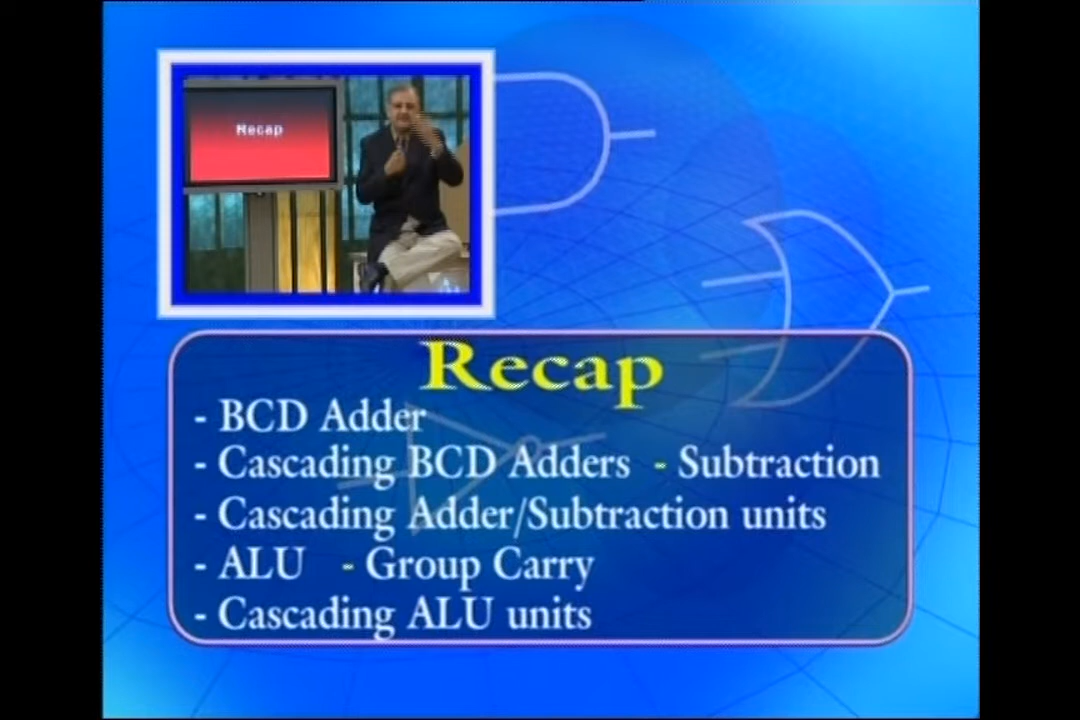 Recap
Recap
- BCD Adder
- Cascading BCD Adders - Subtraction
- Cascading Adder/Subtraction units
- ALU - Group Carry
- Cascading ALU units